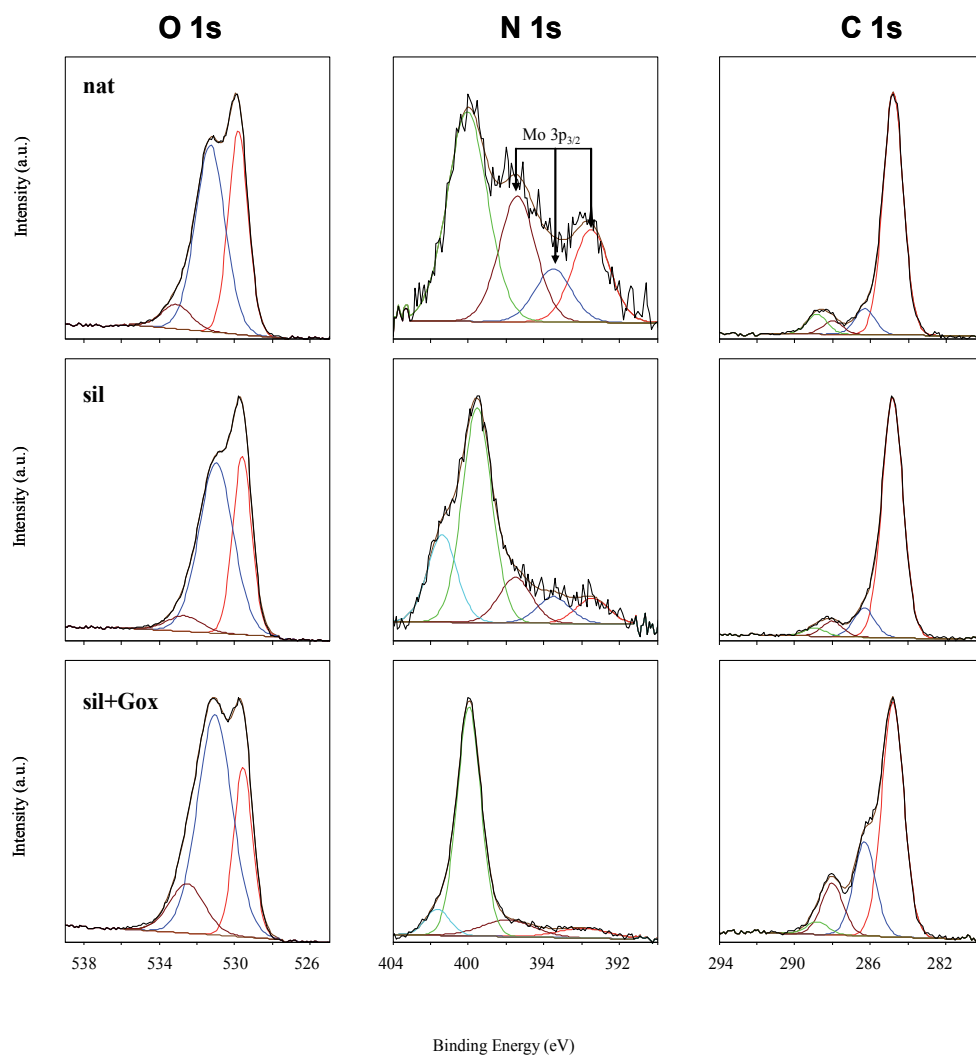 O 1s N 1s C 1s
nat
Mo 3p3/2
Intensity (a.u.)
sil
Intensity (a.u.)
sil+Gox
Intensity (a.u.)
538 534 530 526 404 400 394 392 294 290 286 282
Binding Energy (eV)